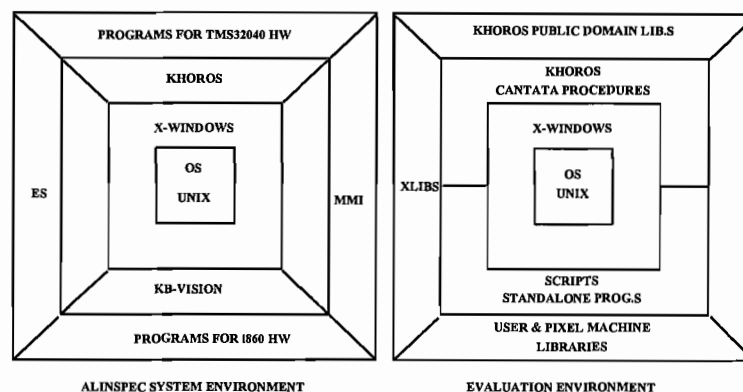 PROGRAMS FOR TMS32040 HW
KHOROS
X-WINDOWS
OS
UNIX
ES
MMI
KB-VISION
PROGRAMS FOR i860 HW
ALINSPEC SYSTEM ENVIRONMENT
KHOROS PUBLIC DOMAIN LIB.S
KHOROS
CANTATA PROCEDURES
X-WINDOWS
OS
UNIX
XLIBS
SCRIPTS
STANDALONE PROG.S
USER & PIXEL MACHINE
LIBRARIES
EVALUATION ENVIRONMENT